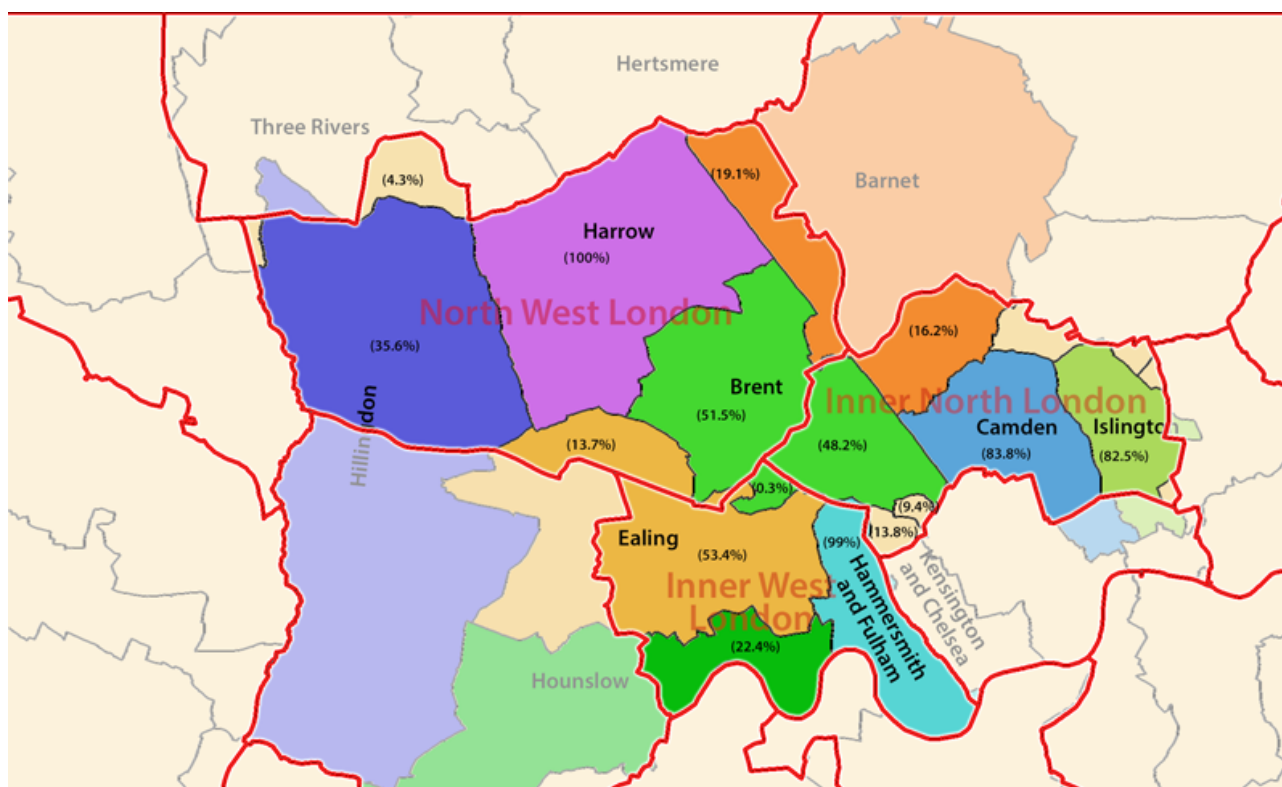 Hertsmere
Three Rivers
(4.3%)
(19.1%)
Barnet
Harrow
(100%)
North West London
(35.6%)
(16.2%)
Brent
(51.5%)
Inner North London
Camden
(83.8%)
Islington
(82.5%)
Hillingdon
(13.7%)
(48.2%)
(0.3%)
(9.4%)
(13.8%)
Ealing
(53.4%)
(99%)
Inner West
London
Hammersmith
and Fulham
Kensington
and Chelsea
(22.4%)
Hounslow